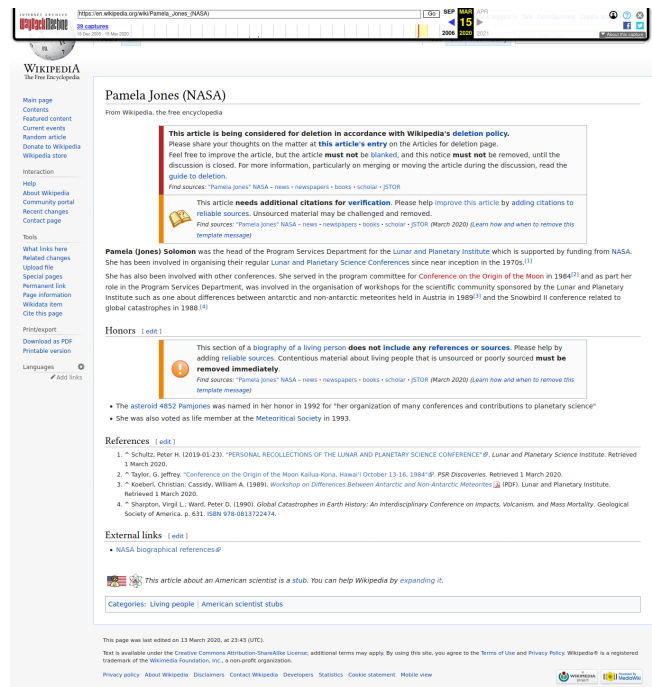 INTERNET ARCHIVE
WayBackMachine
https://en.wikipedia.org/wiki/Pamela_Jones_(NASA)
Go
SEP MAR APR
15
2006 2020 2021
39 captures
15 Dec 2006 - 15 Mar 2020
About this capture
WIKIPEDIA
The Free Encyclopedia
Main page
Contents
Featured content
Current events
Random article
Donate to Wikipedia
Wikipedia store
Interaction
Help
About Wikipedia
Community portal
Recent changes
Contact page
Tools
What links here
Related changes
Upload file
Special pages
Permanent link
Page information
Wikidata item
Cite this page
Print/export
Download as PDF
Printable version
Languages
Add links
Pamela Jones (NASA)
From Wikipedia, the free encyclopedia
This article is being considered for deletion in accordance with Wikipedia's deletion policy.
Please share your thoughts on the matter at this article's entry on the Articles for deletion page.
Feel free to improve the article, but the article must not be blanked, and this notice must not be removed, until the
discussion is closed. For more information, particularly on merging or moving the article during the discussion, read the
guide to deletion.
Find sources: "Pamela Jones" NASA – news • newspapers • books • scholar • JSTOR
This article needs additional citations for verification. Please help improve this article by adding citations to
reliable sources. Unsourced material may be challenged and removed.
Find sources: "Pamela Jones" NASA – news • newspapers • books • scholar • JSTOR (March 2020) (Learn how and when to remove this
template message)
Pamela (Jones) Solomon was the head of the Program Services Department for the Lunar and Planetary Institute which is supported by funding from NASA.
She has been involved in organising their regular Lunar and Planetary Science Conferences since near inception in the 1970s.[1]
She has also been involved with other conferences. She served in the program committee for Conference on the Origin of the Moon in 1984[2] and as part her
role in the Program Services Department, was involved in the organisation of workshops for the scientific community sponsored by the Lunar and Planetary
Institute such as one about differences between antarctic and non-antarctic meteorites held in Austria in 1989[3] and the Snowbird II conference related to
global catastrophes in 1988.[4]
Honors [ edit ]
This section of a biography of a living person does not include any references or sources. Please help by
adding reliable sources. Contentious material about living people that is unsourced or poorly sourced must be
removed immediately.
Find sources: "Pamela Jones" NASA – news • newspapers • books • scholar • JSTOR (March 2020) (Learn how and when to remove this
template message)
• The asteroid 4852 Pamjones was named in her honor in 1992 for "her organization of many conferences and contributions to planetary science"
• She was also voted as life member at the Meteoritical Society in 1993.
References [ edit ]
1. ^ Schultz, Peter H. (2019-01-23). "PERSONAL RECOLLECTIONS OF THE LUNAR AND PLANETARY SCIENCE CONFERENCE". Lunar and Planetary Science Institute. Retrieved
1 March 2020.
2. ^ Taylor, G. Jeffrey. "Conference on the Origin of the Moon Kailua-Kona, Hawai'i October 13-16, 1984". PSR Discoveries. Retrieved 1 March 2020.
3. ^ Koeberl, Christian; Cassidy, William A. (1989). Workshop on Differences Between Antarctic and Non-Antarctic Meteorites (PDF). Lunar and Planetary Institute.
Retrieved 1 March 2020.
4. ^ Sharpton, Virgil L.; Ward, Peter D. (1990). Global Catastrophes in Earth History: An Interdisciplinary Conference on Impacts, Volcanism, and Mass Mortality. Geological
Society of America. p. 631. ISBN 978-0813722474.
External links [ edit ]
• NASA biographical references
This article about an American scientist is a stub. You can help Wikipedia by expanding it.
Categories: Living people | American scientist stubs
This page was last edited on 13 March 2020, at 23:43 (UTC).
Text is available under the Creative Commons Attribution-ShareAlike License; additional terms may apply. By using this site, you agree to the Terms of Use and Privacy Policy. Wikipedia® is a registered
trademark of the Wikimedia Foundation, Inc., a non-profit organization.
Privacy policy About Wikipedia Disclaimers Contact Wikipedia Developers Statistics Cookie statement Mobile view
WIKIMEDIA
project
Powered By
MediaWiki